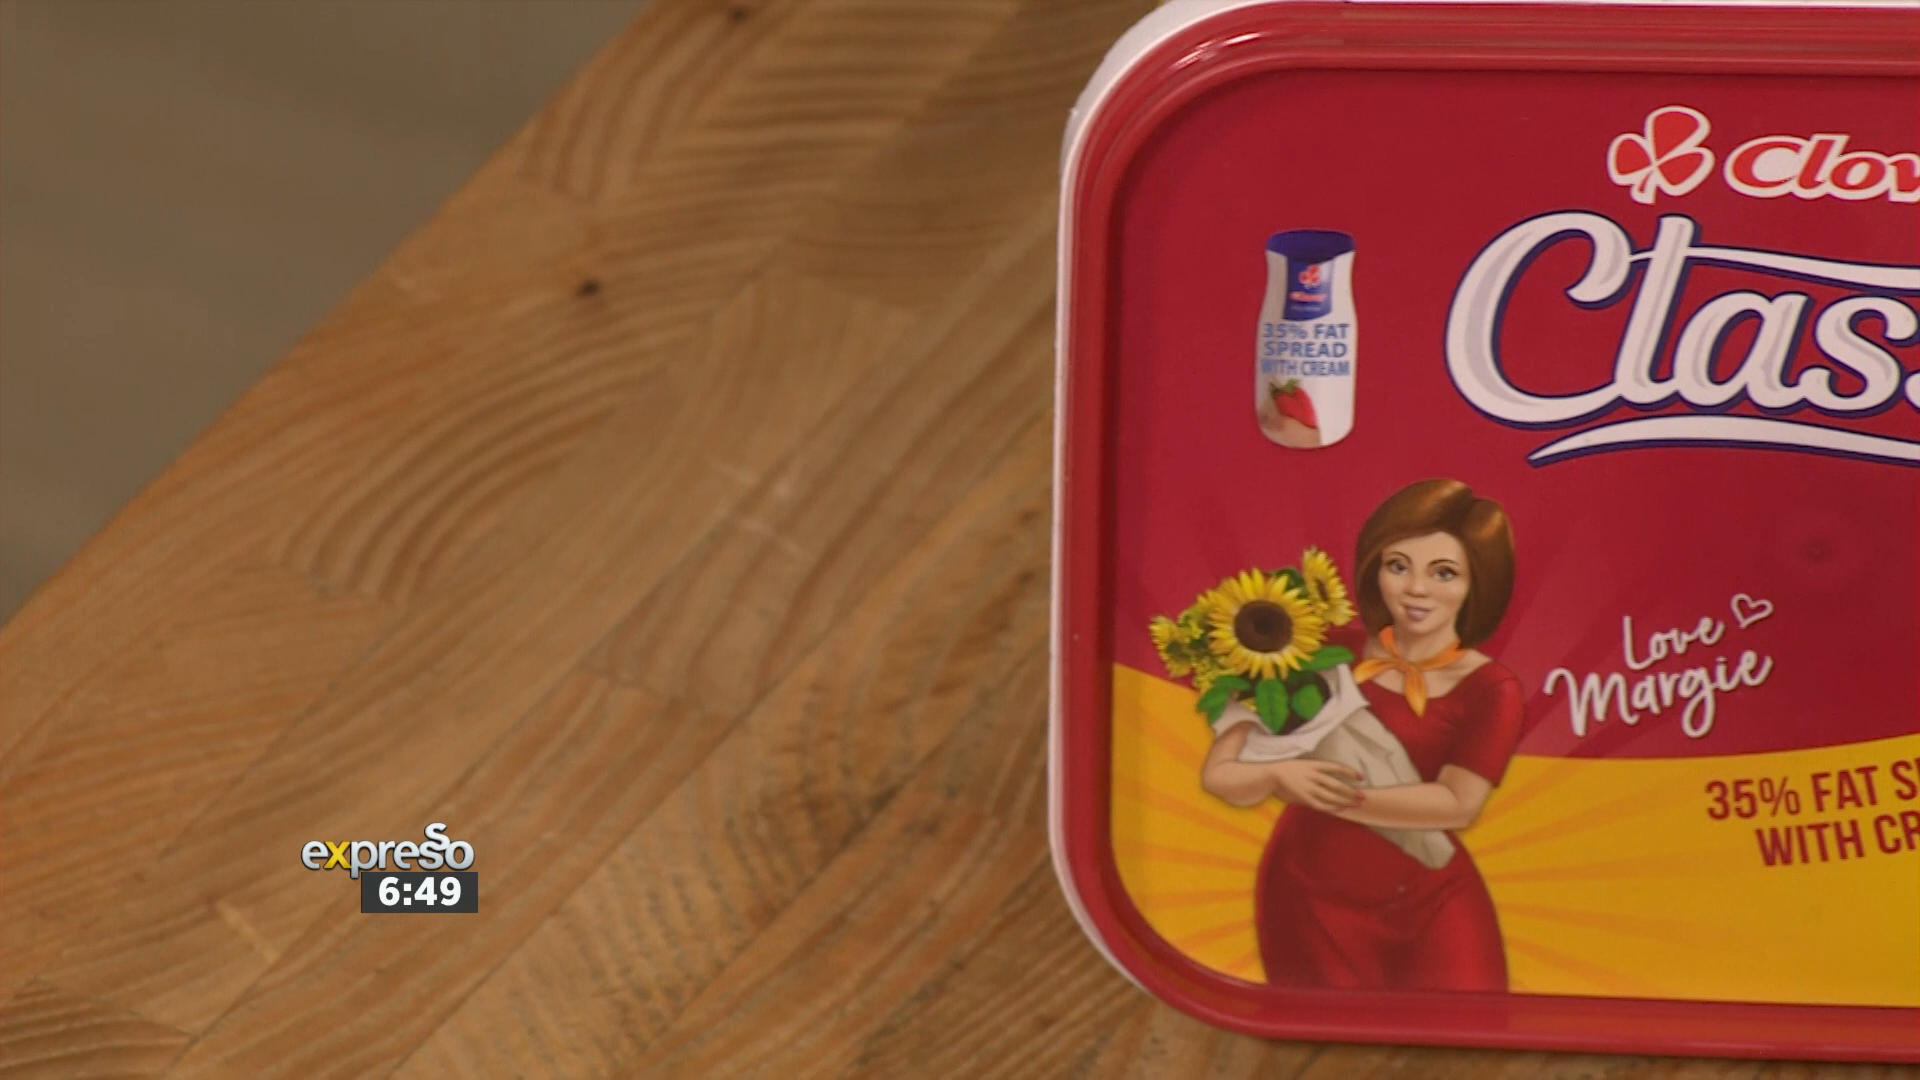 Clov
Clas
35% FAT
SPREAD
WITH CREAM
Love
Margie
35% FAT S
WITH CR
expresso
6:49